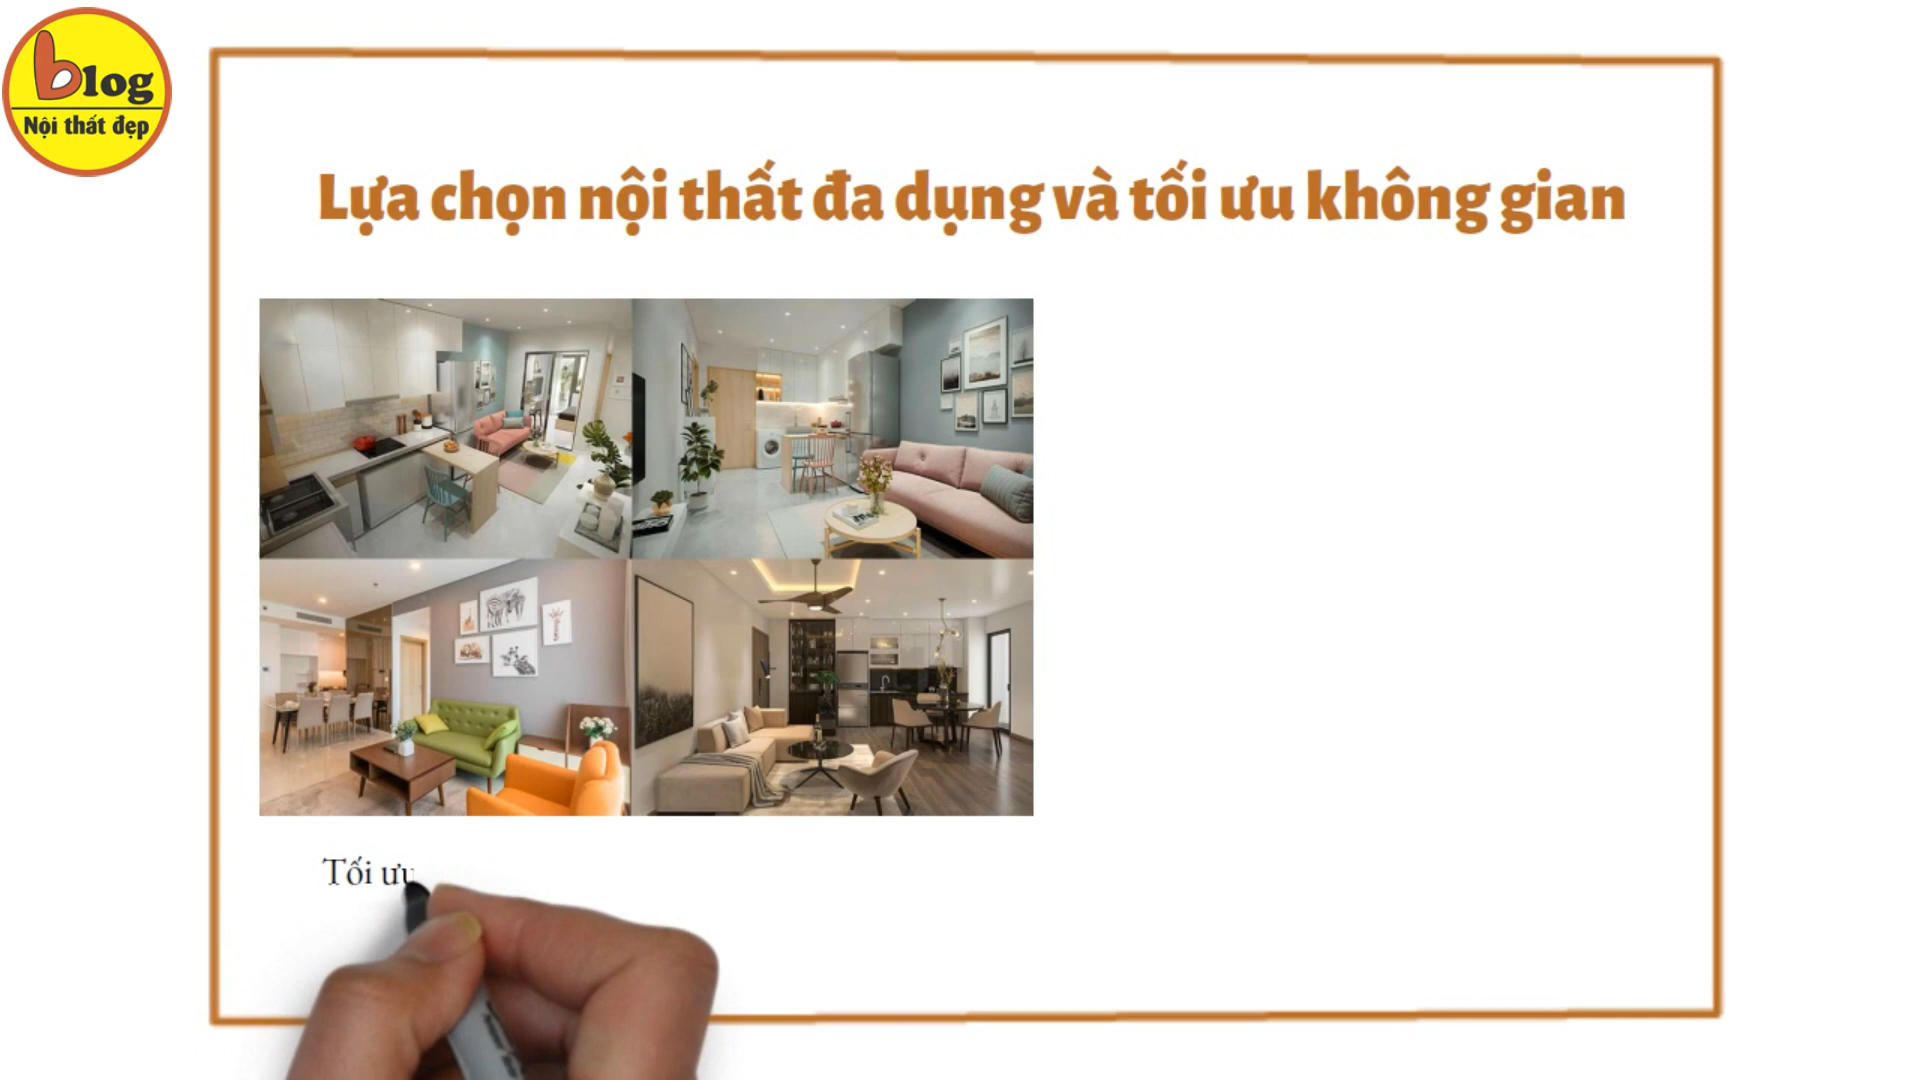 blog
Nội thất đẹp
Lựa chọn nội thất đa dụng và tối ưu không gian
Tối ưu